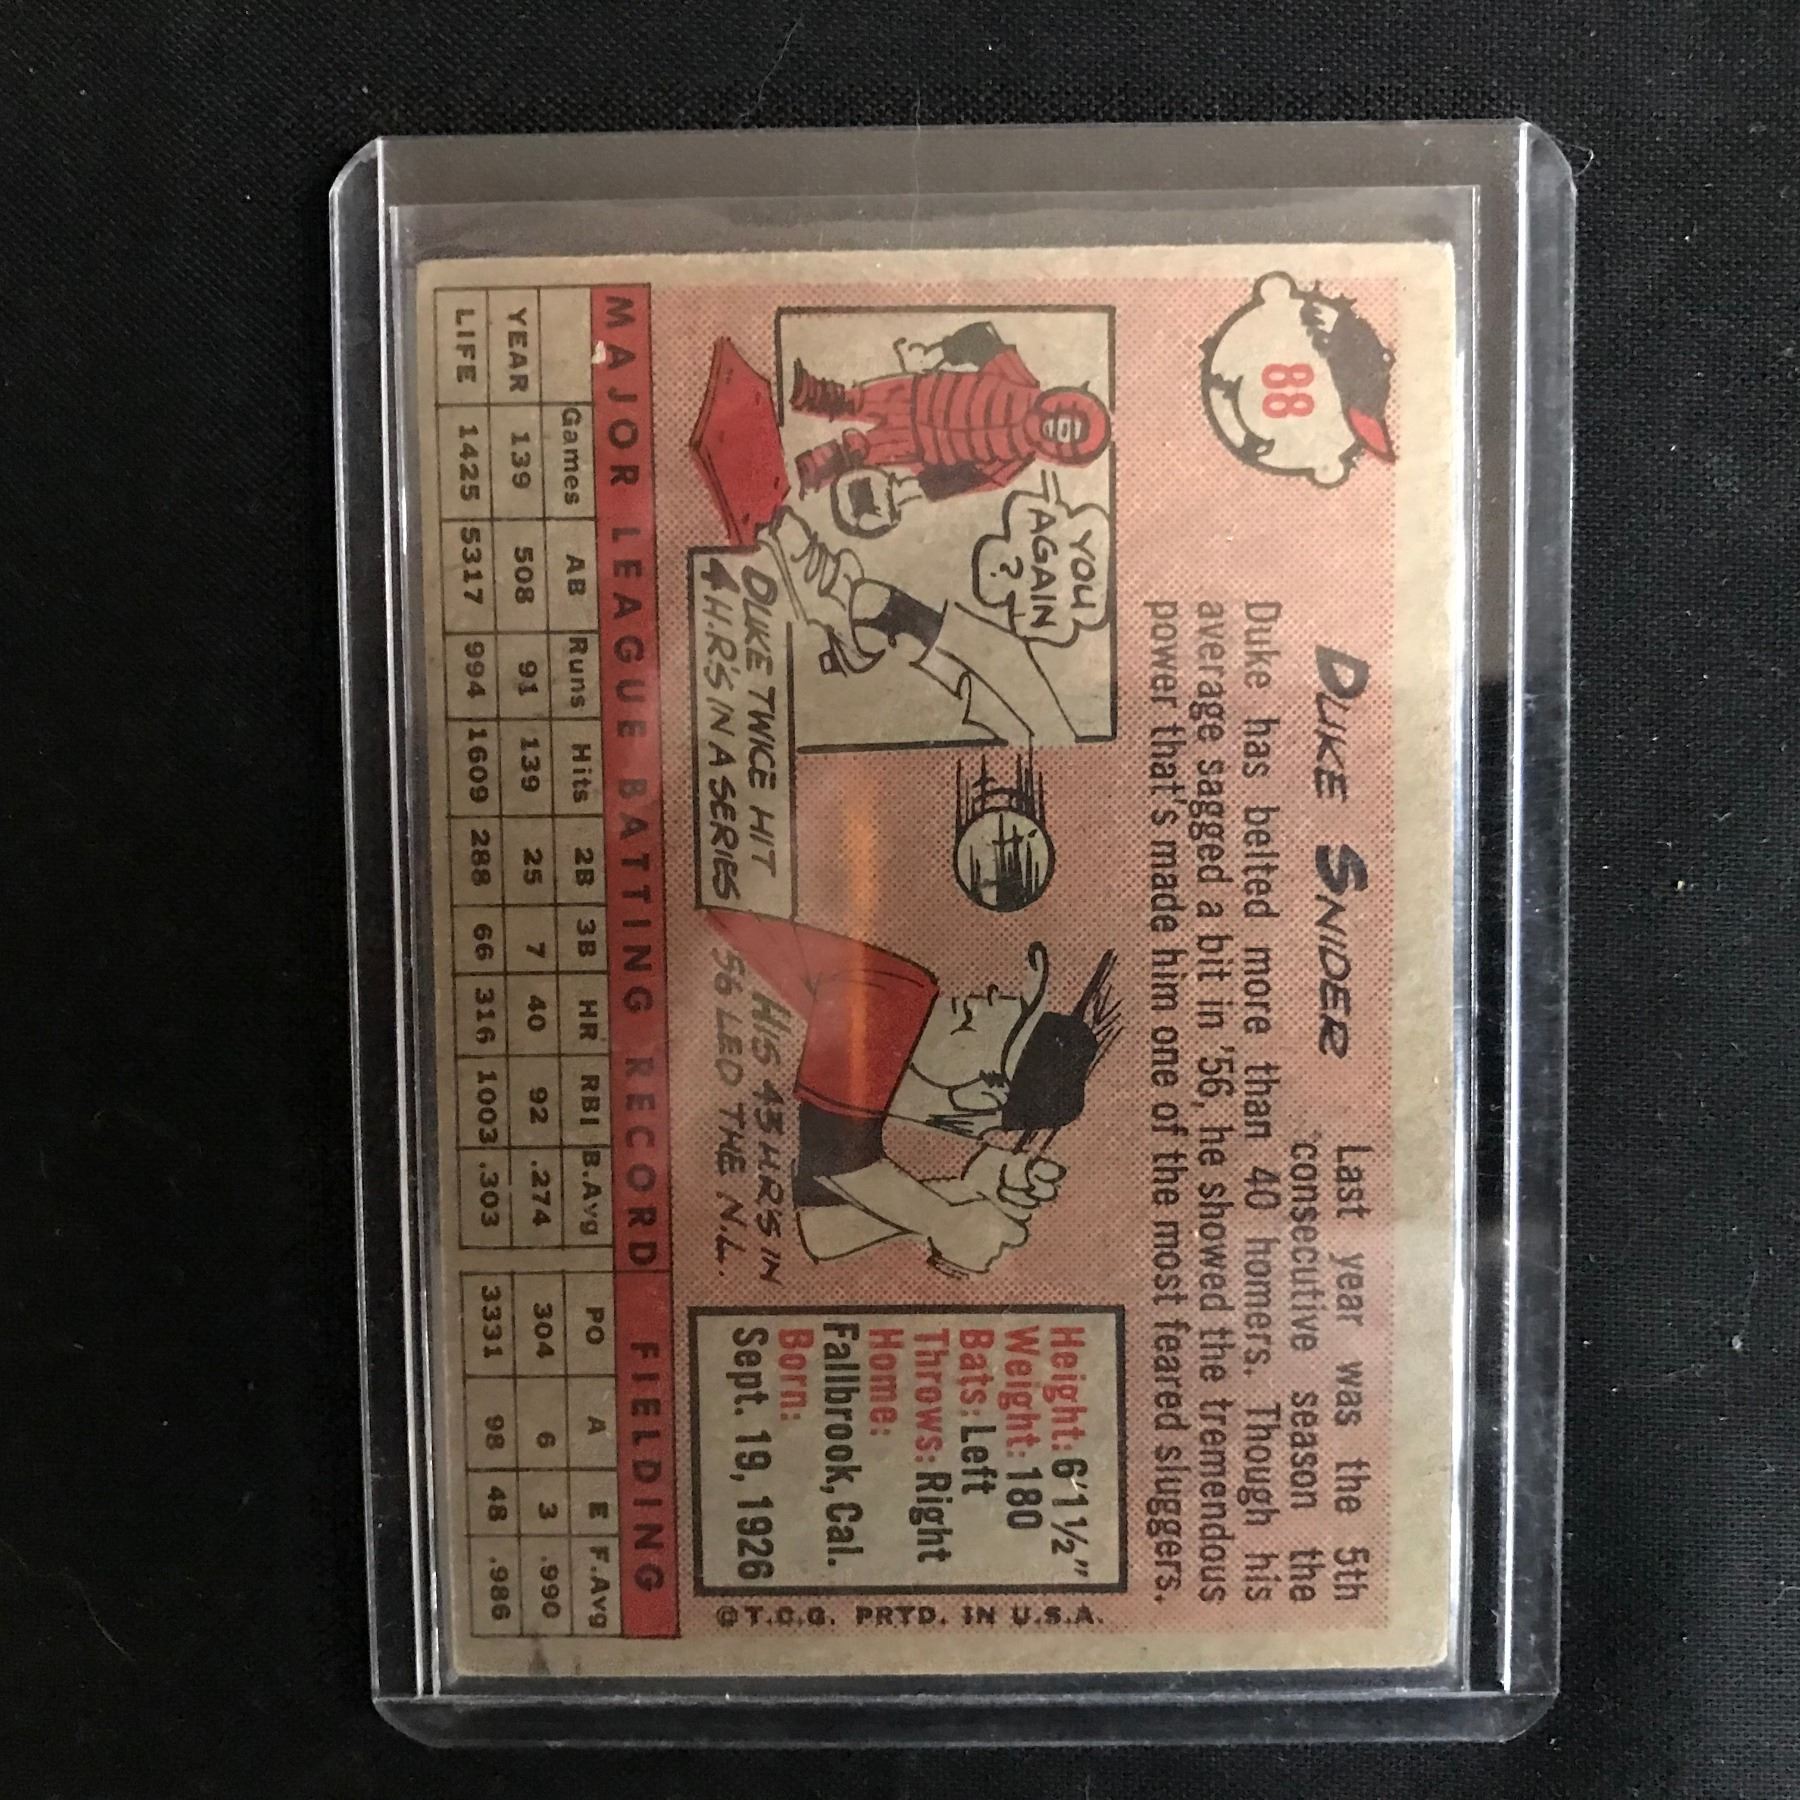 88
DUKE SNIDER
Last year was the 5th
consecutive season the
Duke has belted more than 40 homers. Though his
average sagged a bit in '56, he showed the tremendous
power that's made him one of the most feared sluggers.
YOU
AGAIN
?
DUKE TWICE HIT
4 H.R.'S IN A SERIES
HIS 43 H.R.'S IN
'56 LED THE N.L.
Height: 6'1½"
Weight: 180
Bats: Left
Throws: Right
Home:
Fallbrook, Cal.
Born:
Sept. 19, 1926
© T.C.G. PRTD. IN U.S.A.
MAJOR LEAGUE BATTING RECORD FIELDING
Games AB Runs Hits 2B 3B HR RBI B.Avg PO A E F.Avg
YEAR 139 508 91 139 25 7 40 92 .274 304 6 3 .990
LIFE 1425 5317 994 1609 288 66 316 1003 .303 3331 98 48 .986